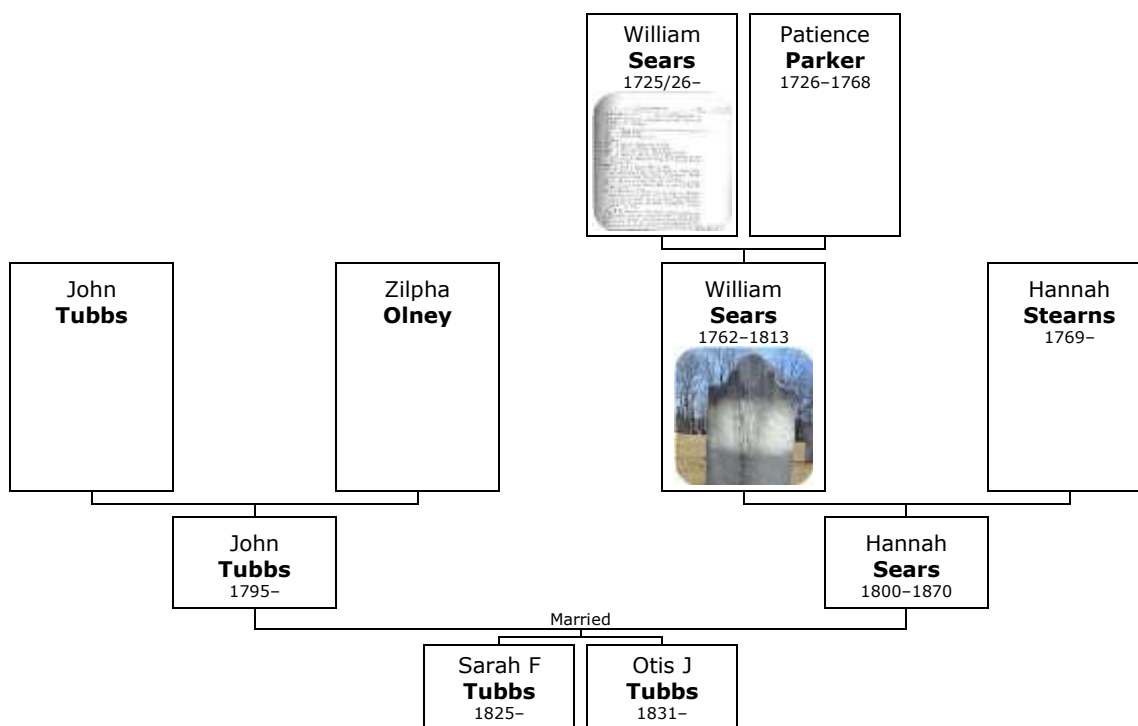 William
Sears
1725/26–
Patience
Parker
1726–1768
John
Tubbs
Zilpha
Olney
William
Sears
1762–1813
Hannah
Stearns
1769–
John
Tubbs
1795–
Hannah
Sears
1800–1870
Married
Sarah F
Tubbs
1825–
Otis J
Tubbs
1831–